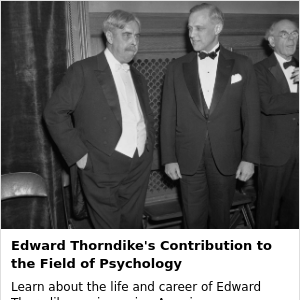 Edward Thorndike's Contribution to
the Field of Psychology
Learn about the life and career of Edward